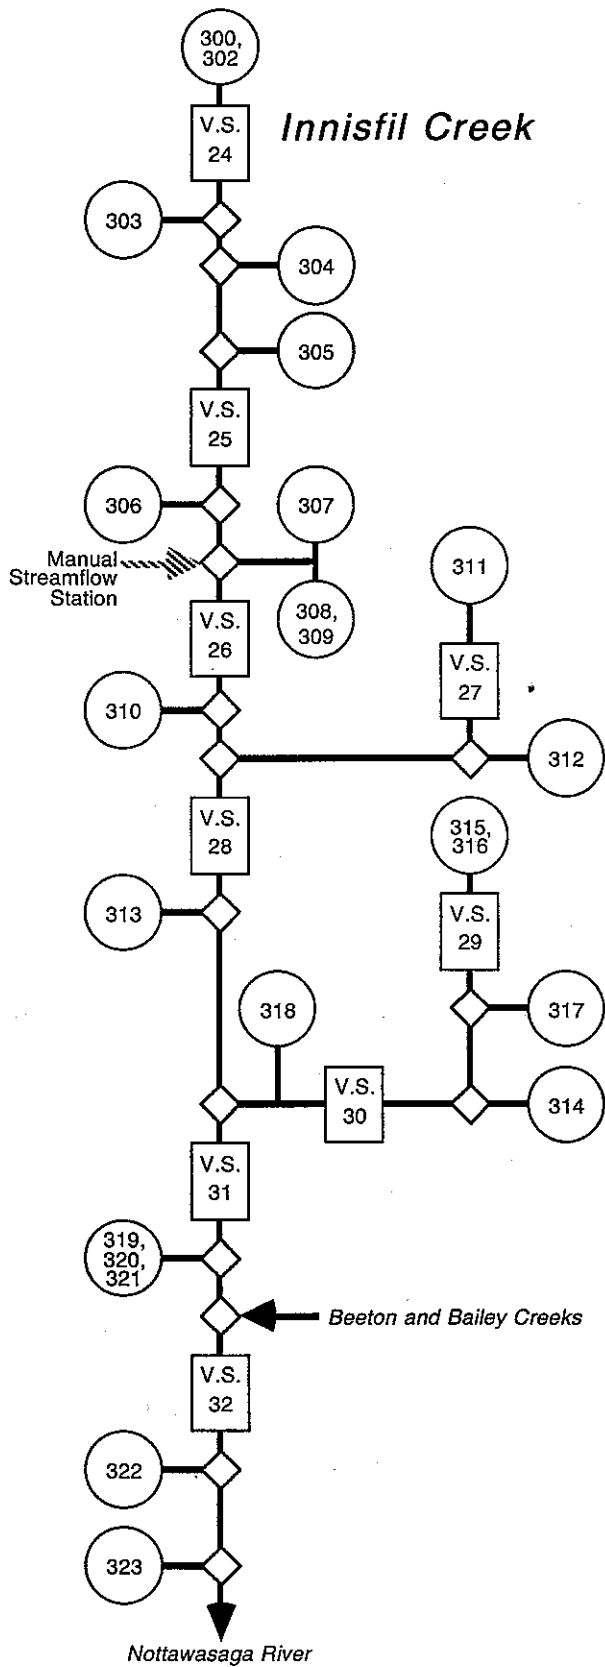 300,
302
Innisfil Creek
V.S.
24
303
304
305
V.S.
25
306
307
Manual
Streamflow
Station
308,
309
311
V.S.
26
V.S.
27
310
312
V.S.
28
315,
316
313
V.S.
29
318
317
V.S.
30
314
V.S.
31
319,
320,
321
Beeton and Bailey Creeks
V.S.
32
322
323
Nottawasaga River